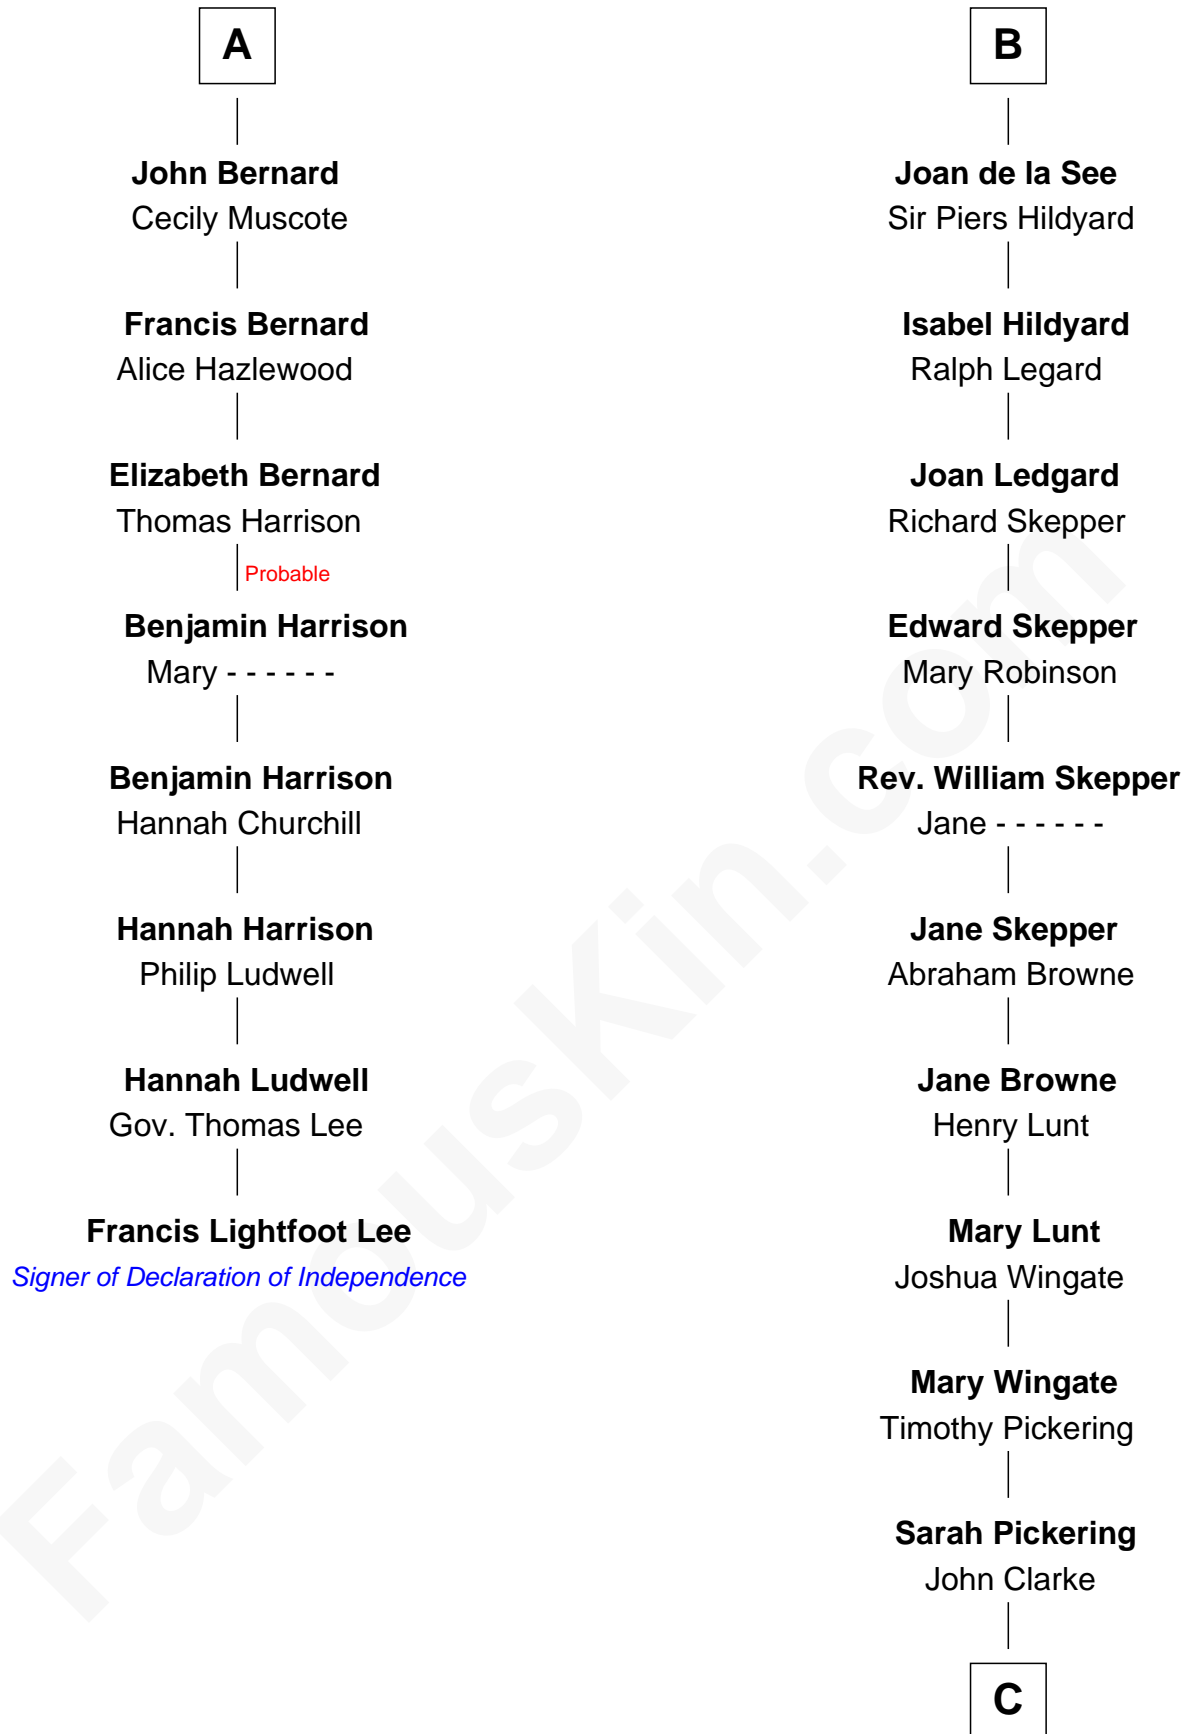 A
John Bernard
Cecily Muscote
Francis Bernard
Alice Hazlewood
Elizabeth Bernard
Thomas Harrison
Probable
Benjamin Harrison
Mary - - - - - -
Benjamin Harrison
Hannah Churchill
Hannah Harrison
Philip Ludwell
Hannah Ludwell
Gov. Thomas Lee
Francis Lightfoot Lee
Signer of Declaration of Independence
B
Joan de la See
Sir Piers Hildyard
Isabel Hildyard
Ralph Legard
Joan Ledgard
Richard Skepper
Edward Skepper
Mary Robinson
Rev. William Skepper
Jane - - - - - -
Jane Skepper
Abraham Browne
Jane Browne
Henry Lunt
Mary Lunt
Joshua Wingate
Mary Wingate
Timothy Pickering
Sarah Pickering
John Clarke
C
FamousKin.com